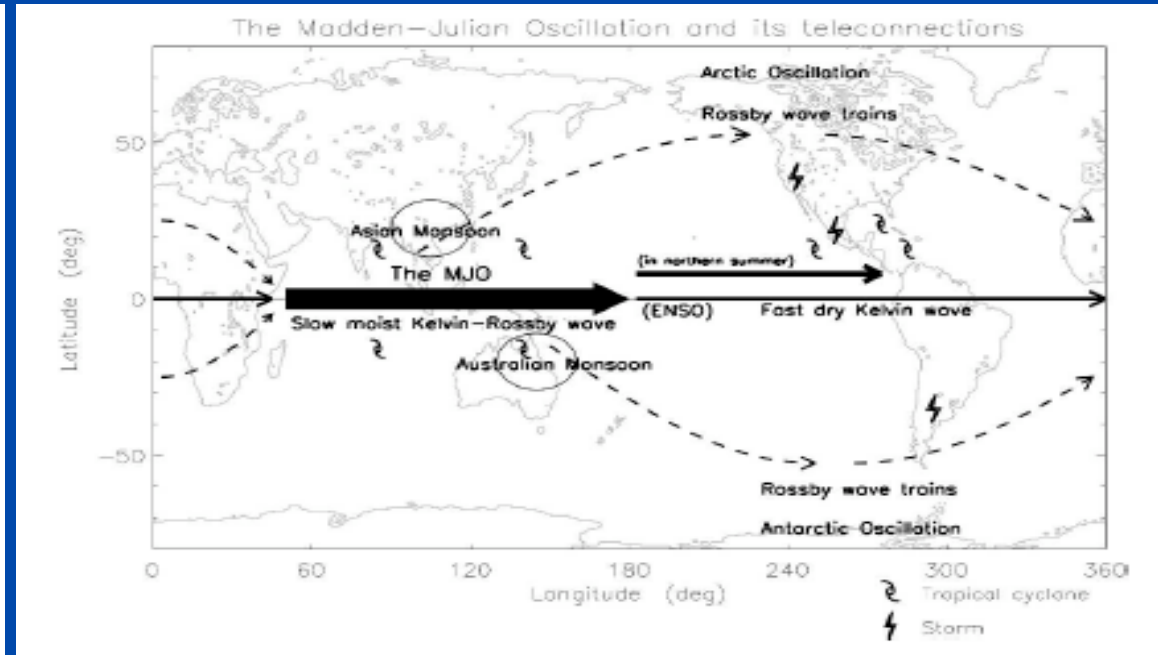 The Madden-Julian Oscillation and its teleconnections
Arctic Oscillation
Rossby wave trains
50
Asian Monsoon
(in northern summer)
The MJO
0
(ENSO) Fast dry Kelvin wave
Slow moist Kelvin-Rossby wave
Australian Monsoon
-50
Rossby wave trains
Antarctic Oscillation
Latitude (deg)
0 60 120 180 240 300 360
Longitude (deg)
Tropical cyclone
Storm